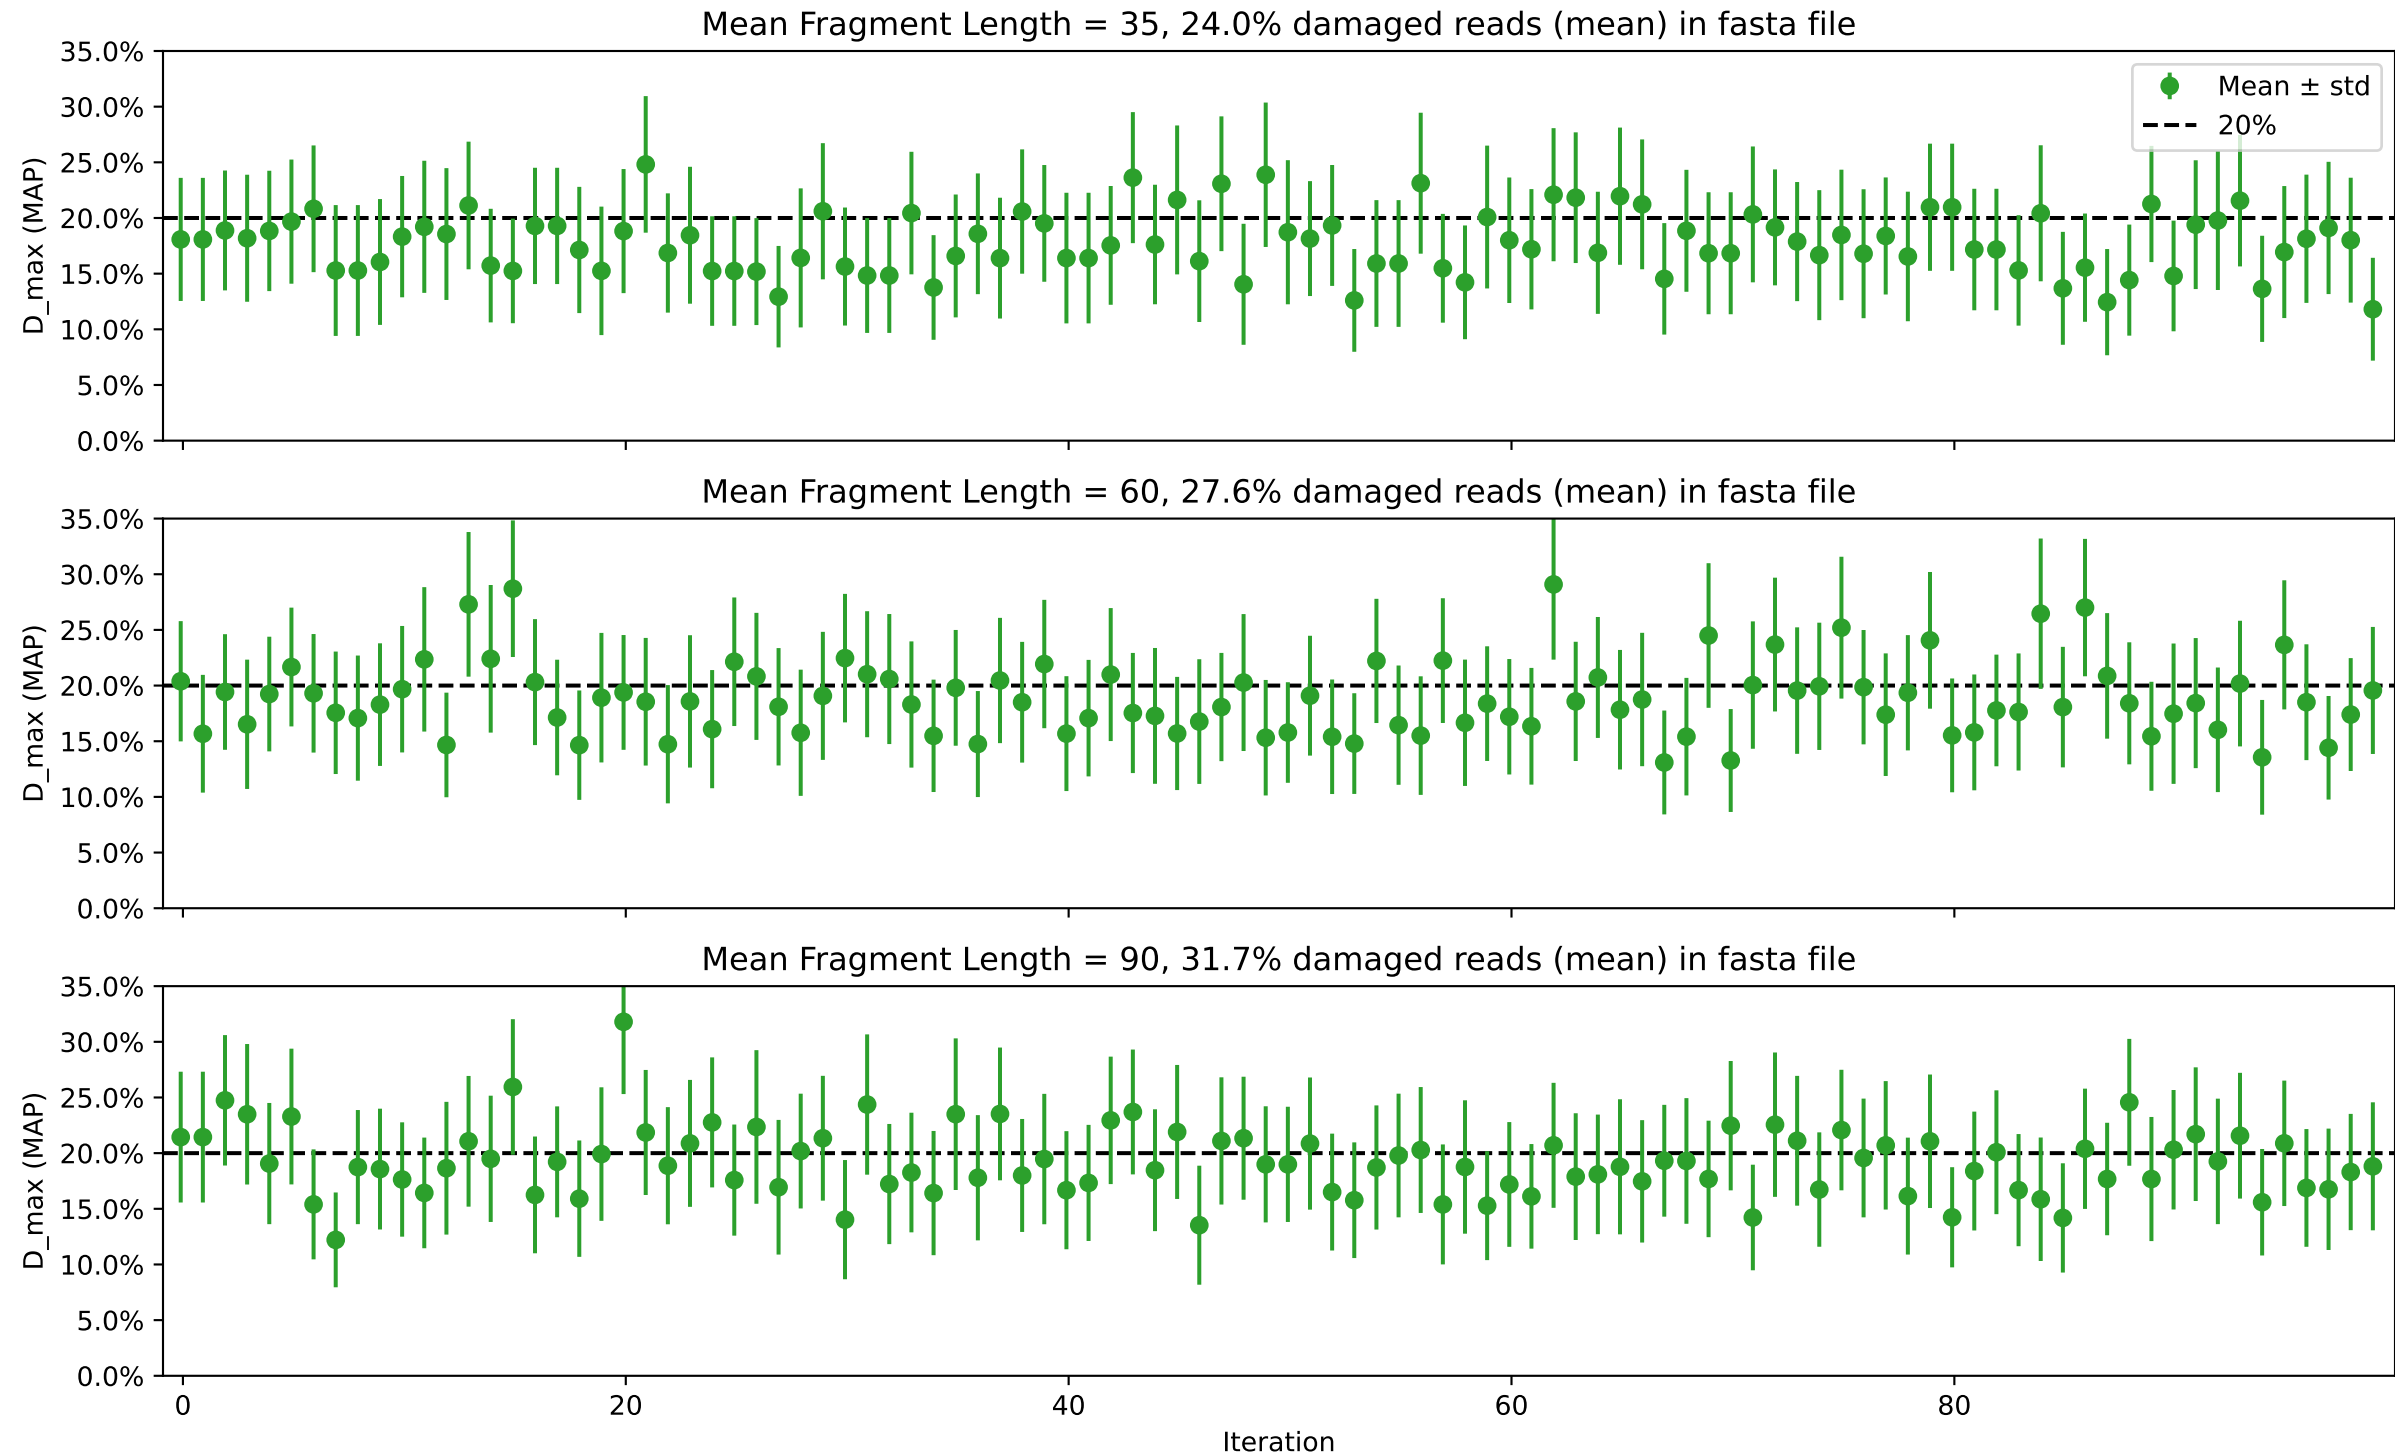 Mean Fragment Length = 35, 24.0% damaged reads (mean) in fasta file
35.0%
30.0%
25.0%
20.0%
15.0%
10.0%
5.0%
0.0%
D_max (MAP)
Mean ± std
20%
Mean Fragment Length = 60, 27.6% damaged reads (mean) in fasta file
35.0%
30.0%
25.0%
20.0%
15.0%
10.0%
5.0%
0.0%
D_max (MAP)
Mean Fragment Length = 90, 31.7% damaged reads (mean) in fasta file
35.0%
30.0%
25.0%
20.0%
15.0%
10.0%
5.0%
0.0%
D_max (MAP)
0 20 40 60 80
Iteration